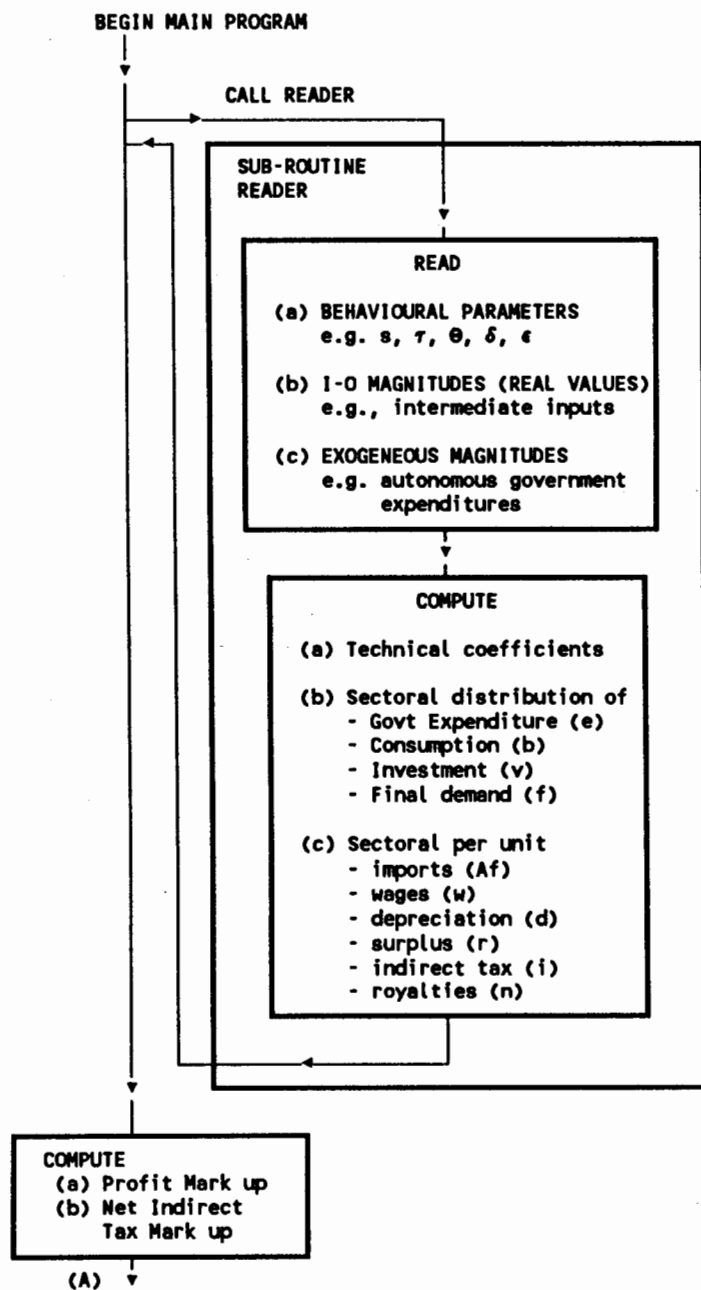 BEGIN MAIN PROGRAM
CALL READER
SUB-ROUTINE
READER
READ
(a) BEHAVIOURAL PARAMETERS
e.g. s, τ, θ, δ, ε
(b) I-O MAGNITUDES (REAL VALUES)
e.g., intermediate inputs
(c) EXOGENEOUS MAGNITUDES
e.g. autonomous government
expenditures
COMPUTE
(a) Technical coefficients
(b) Sectoral distribution of
- Govt Expenditure (e)
- Consumption (b)
- Investment (v)
- Final demand (f)
(c) Sectoral per unit
- imports (Af)
- wages (w)
- depreciation (d)
- surplus (r)
- indirect tax (i)
- royalties (n)
COMPUTE
(a) Profit Mark up
(b) Net Indirect
Tax Mark up
(A)